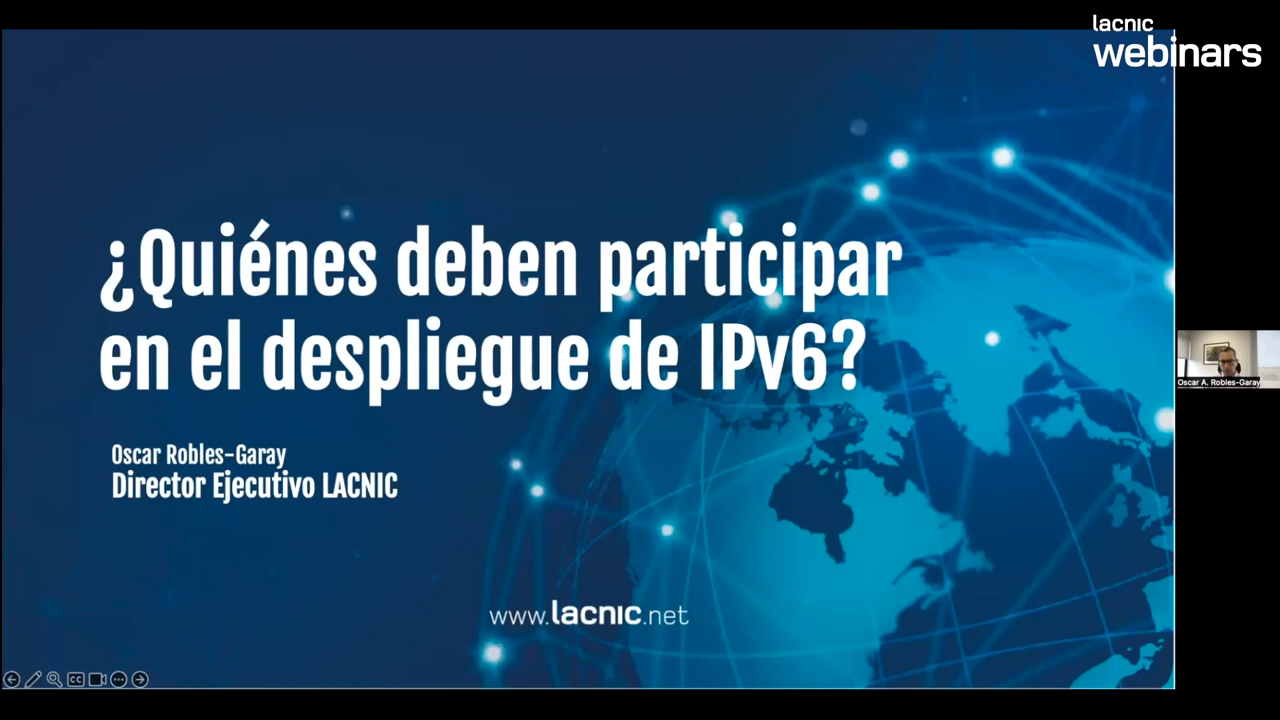 lacnic
webinars
¿Quiénes deben participar
en el despliegue de IPv6?
Oscar Robles-Garay
Director Ejecutivo LACNIC
Oscar A. Robles-Garay
www.lacnic.net
CC